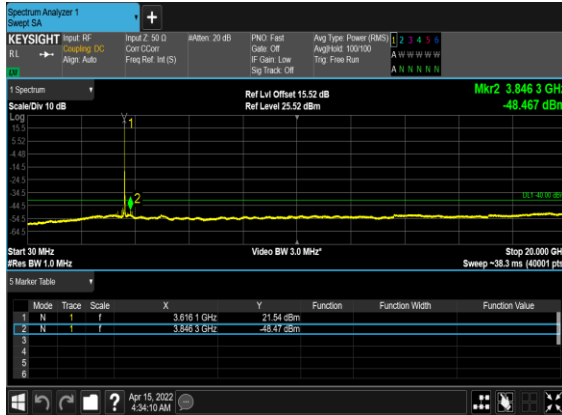 Spectrum Analyzer 1
Swept SA
+
KEYSIGHT Input: RF Input Z: 50 Ω #Atten: 20 dB PNO: Fast Avg Type: Power (RMS) 1 2 3 4 5 6
RL Coupling: DC Corr CCorr Gate: Off Avg|Hold: 100/100 A W W W W W
Align: Auto Freq Ref: Int (S) IF Gain: Low Trig: Free Run
Sig Track: Off A N N N N N
1 Spectrum
Scale/Div 10 dB
Ref Lvl Offset 15.52 dB
Ref Level 25.52 dBm
Mkr2 3.846 3 GHz
-48.467 dBm
Log
15.5
5.52
-4.48
-14.5
-24.5
-34.5
-44.5
-54.5
-64.5
1
2
DL1 -40.00 dBm
Start 30 MHz Video BW 3.0 MHz* Stop 20.000 GHz
#Res BW 1.0 MHz Sweep ~38.3 ms (40001 pts)
5 Marker Table
Mode Trace Scale X Y Function Function Width Function Value
1 N 1 f 3.616 1 GHz 21.54 dBm
2 N 1 f 3.846 3 GHz -48.47 dBm
3
4
5
6
?
Apr 15, 2022
4:34:10 AM